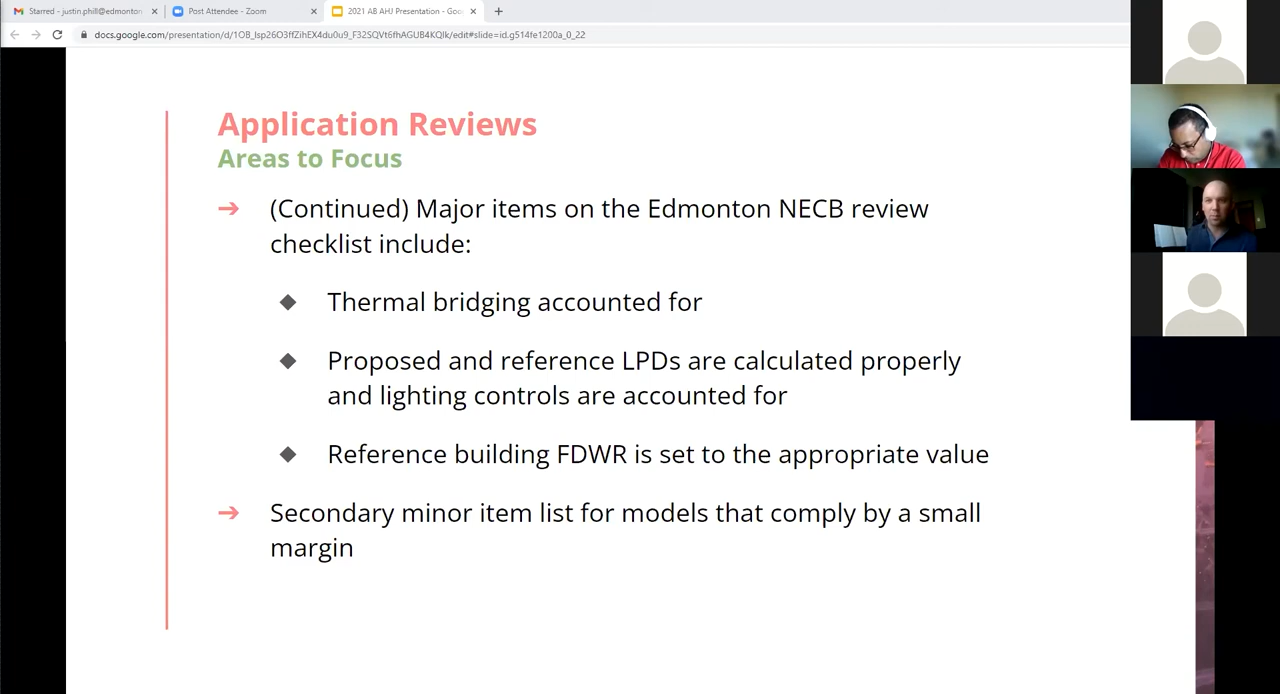 Starred - justin.phill@edmonton
Post Attendee - Zoom
2021 AB AHJ Presentation - Goo
docs.google.com/presentation/d/1OB_lsp26O3ffZihEX4du0u9_F32SQVt6fhAGUB4KQlk/edit#slide=id.g514fe1200a_0_22
Application Reviews
Areas to Focus
➔ (Continued) Major items on the Edmonton NECB review
checklist include:
◆ Thermal bridging accounted for
◆ Proposed and reference LPDs are calculated properly
and lighting controls are accounted for
◆ Reference building FDWR is set to the appropriate value
➔ Secondary minor item list for models that comply by a small
margin